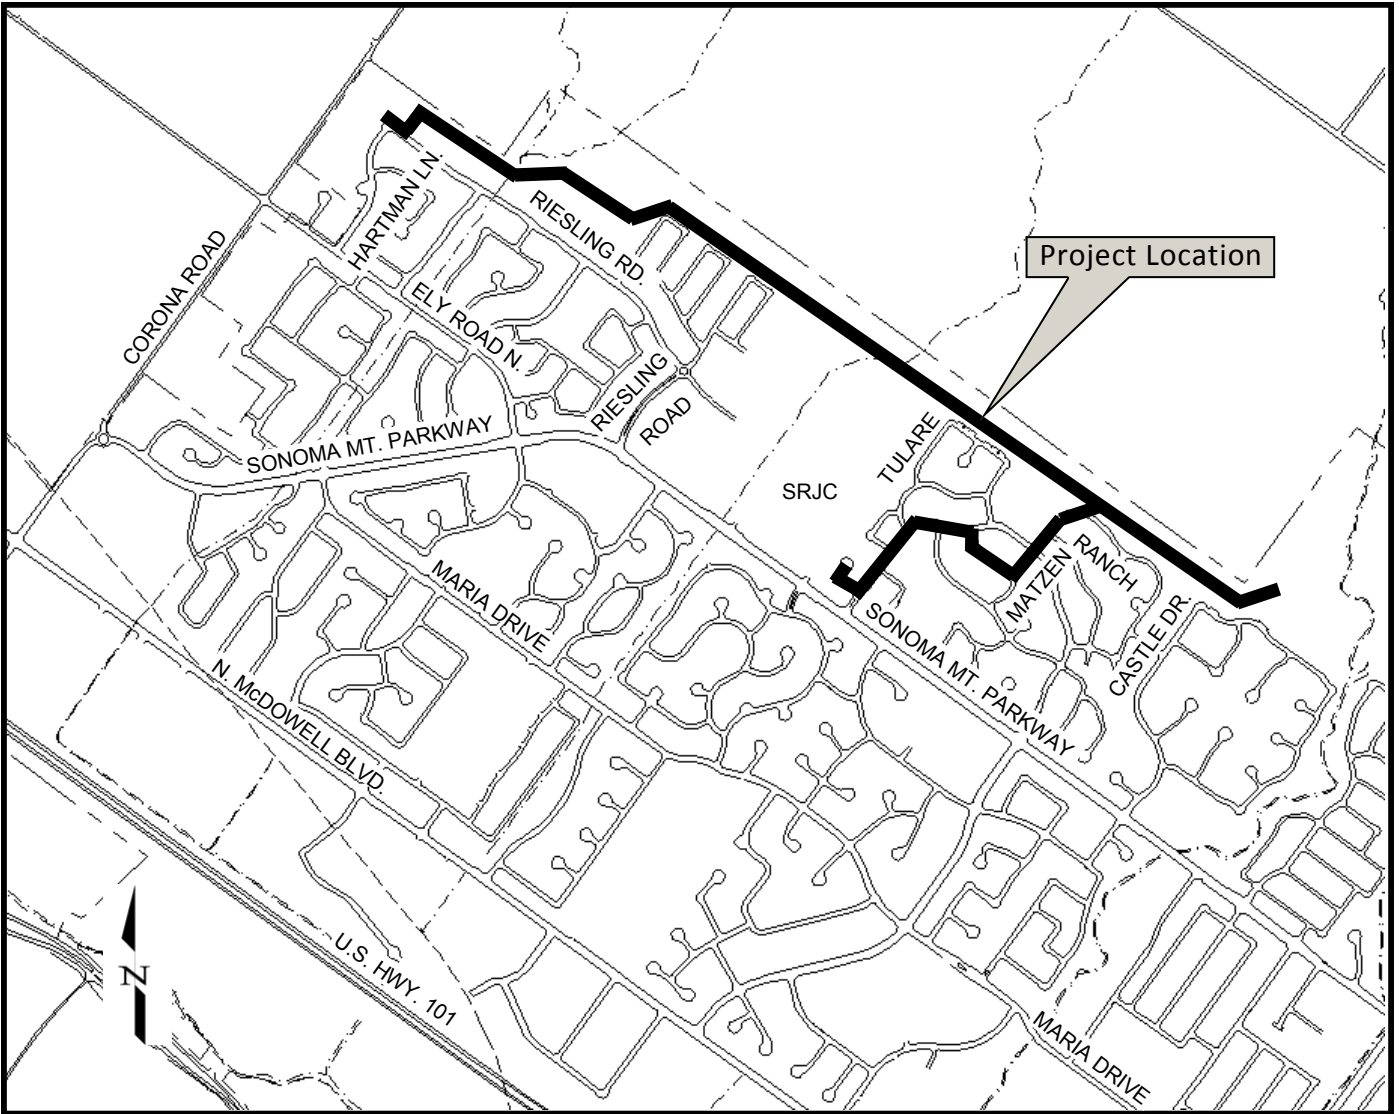 HARTMAN LN.
RIESLING RD.
Project Location
CORONA ROAD
ELY ROAD N.
RIESLING
ROAD
SONOMA MT. PARKWAY
TULARE
SRJC
MATZEN
RANCH
CASTLE DR.
MARIA DRIVE
SONOMA MT. PARKWAY
N. McDOWELL BLVD.
U.S. HWY. 101
N
MARIA DRIVE